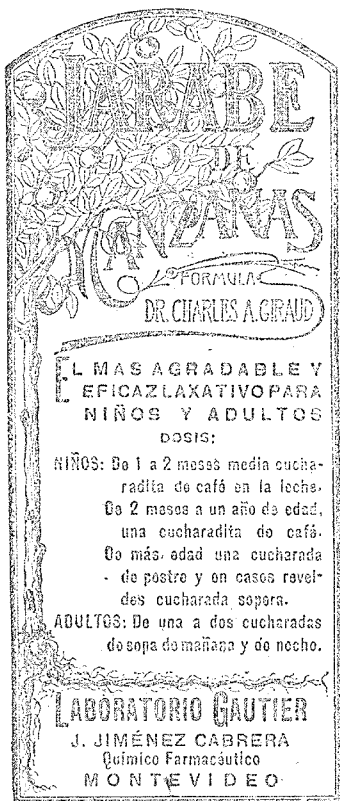 JARABE
DE
MANZANAS
FÓRMULA
DR. CHARLES A. GIRAUD
EL MAS AGRADABLE Y
EFICAZ LAXATIVO PARA
NIÑOS Y ADULTOS
DOSIS:
NIÑOS: De 1 a 2 meses media cucha-
radita de café en la leche.
De 2 meses a un año de edad,
una cucharadita de café.
De más edad una cucharada
de postre y en casos revel-
des cucharada sopera.
ADULTOS: De una a dos cucharadas
de sopa de mañana y de noche.
LABORATORIO GAUTIER
J. JIMÉNEZ CABRERA
Químico Farmacéutico
MONTEVIDEO